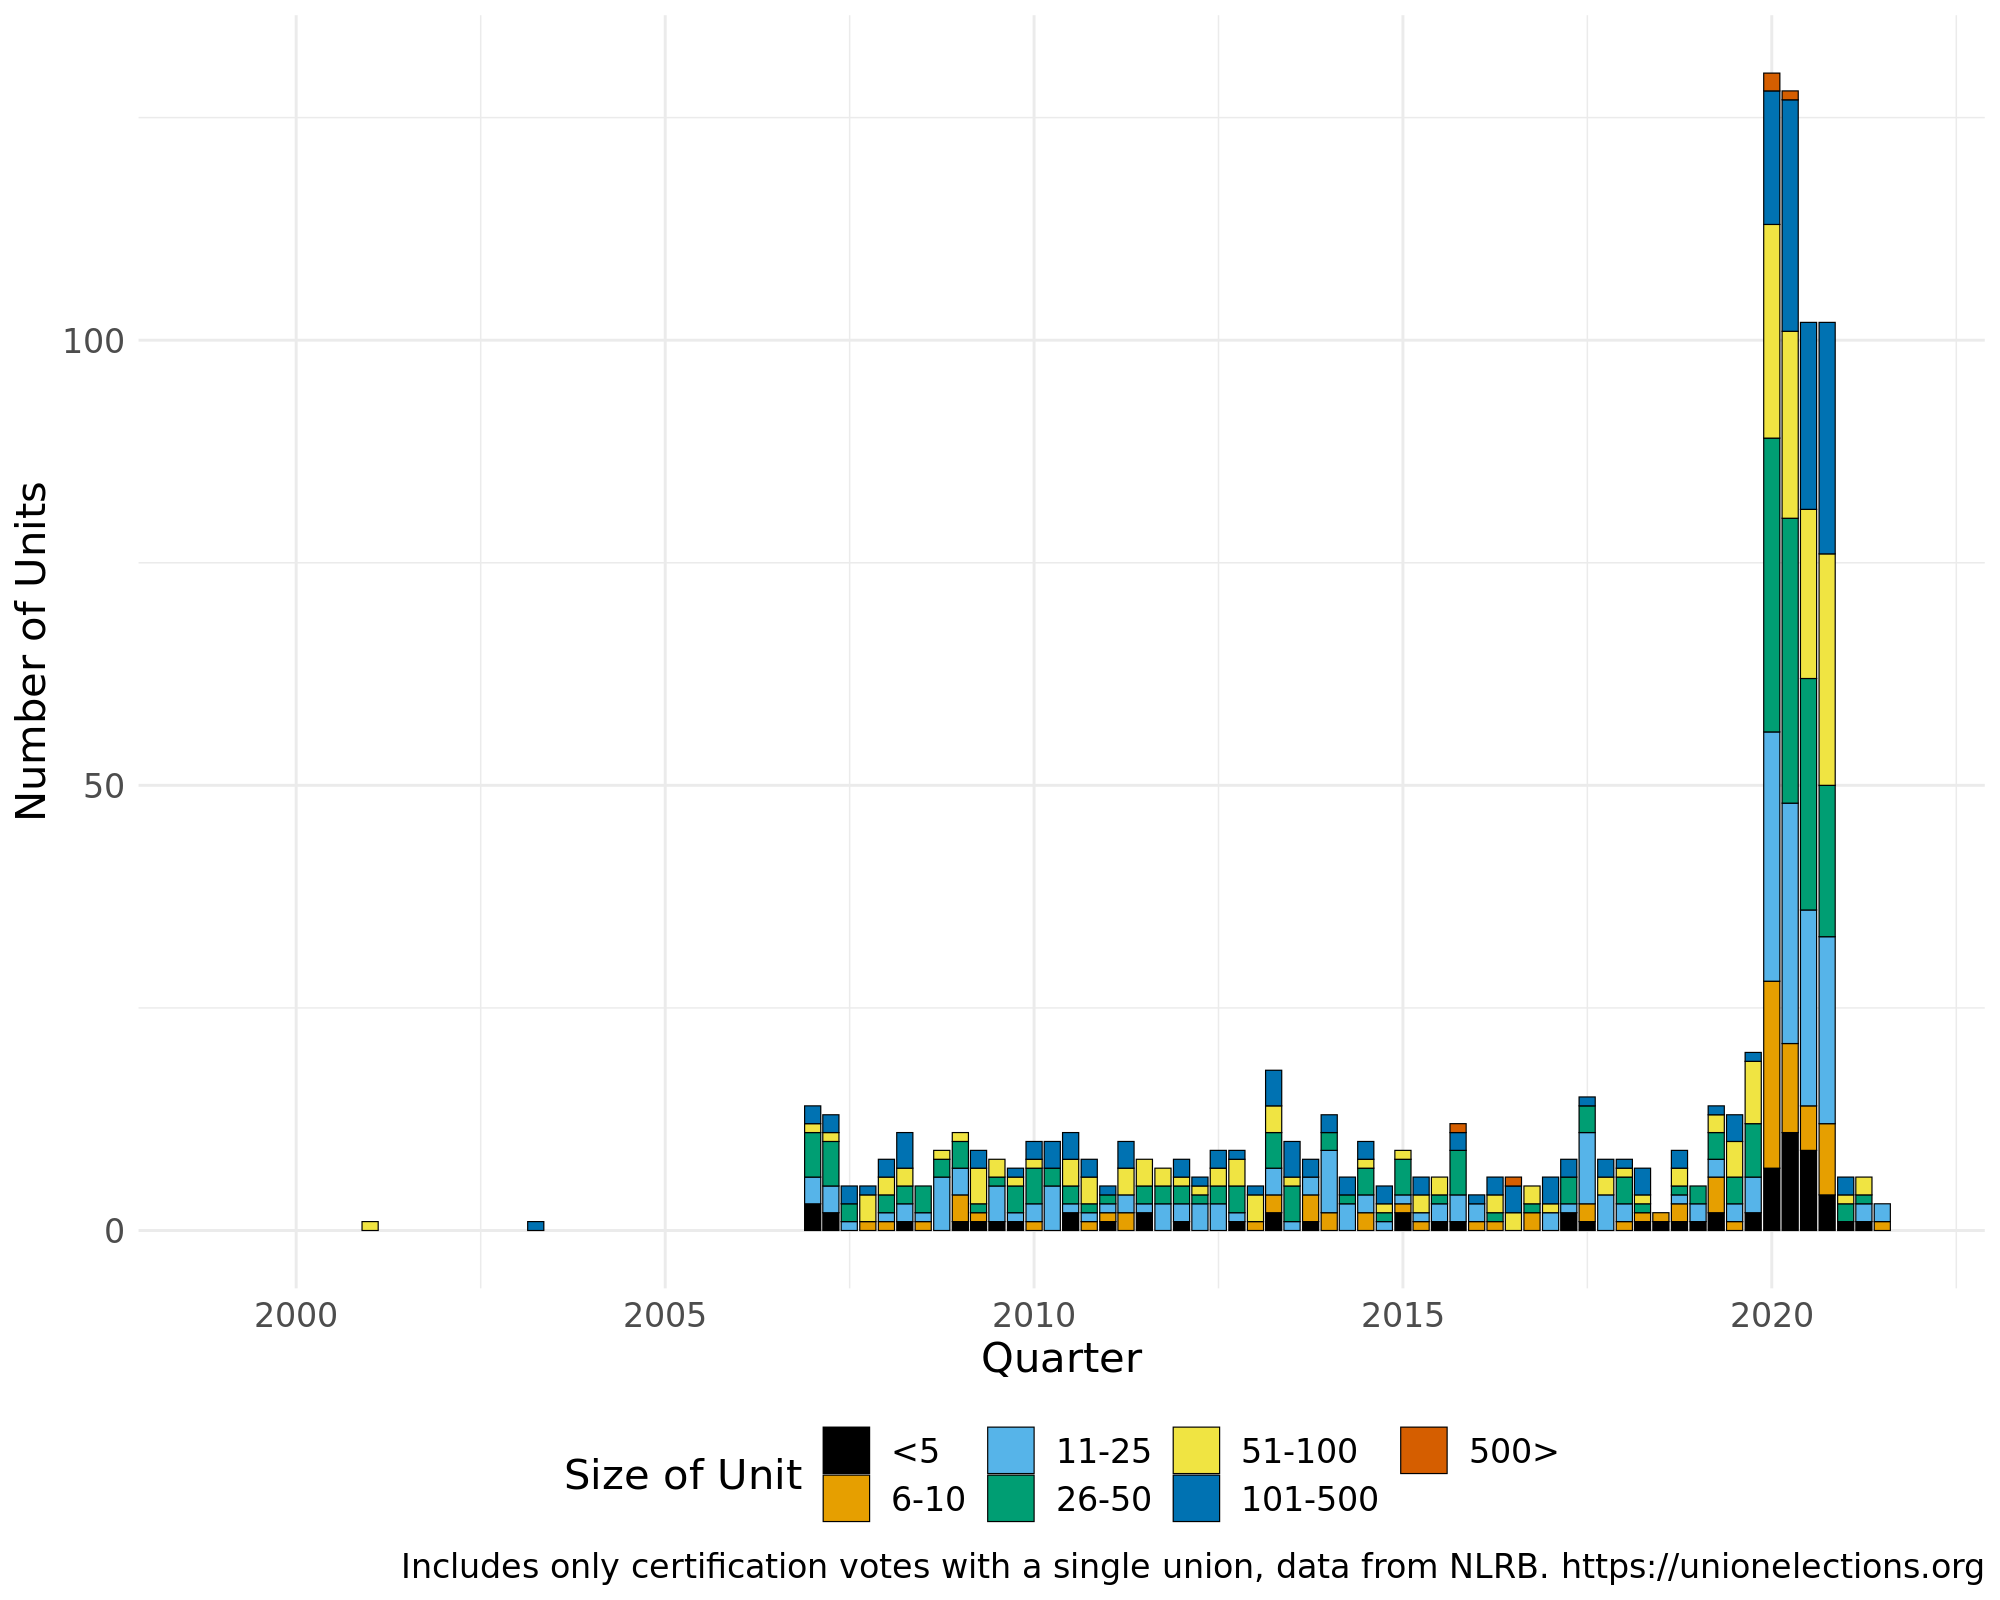 Number of Units
100
50
0
2000 2005 2010 2015 2020
Quarter
Size of Unit
<5 11-25 51-100 500>
6-10 26-50 101-500
Includes only certification votes with a single union, data from NLRB. https://unionelections.org